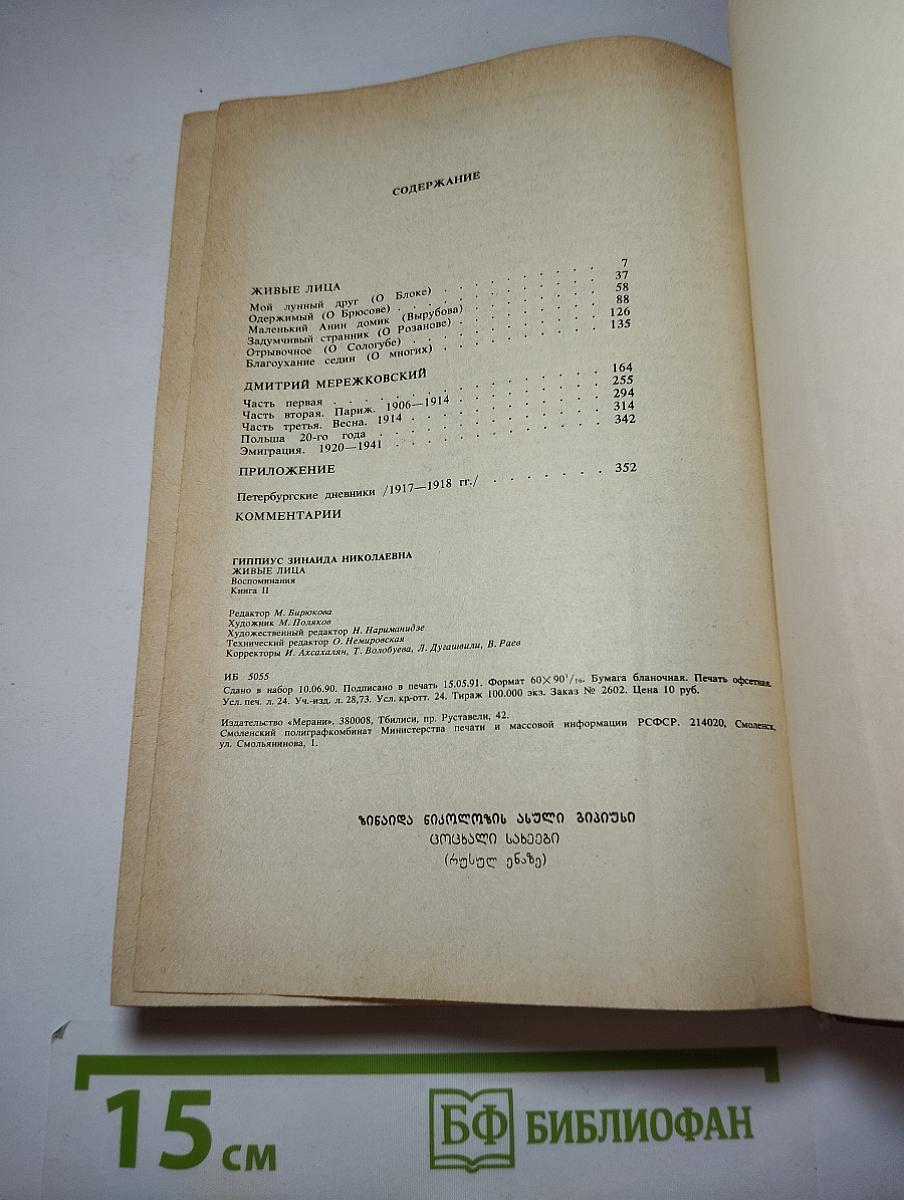 СОДЕРЖАНИЕ
ЖИВЫЕ ЛИЦА
Мой лунный друг (О Блоке) . . . . . . . . . . 7
Одержимый (О Брюсове) . . . . . . . . . . 37
Маленький Анин домик (Вырубова) . . . . . . . . . . 58
Задумчивый странник (О Розанове) . . . . . . . . . . 88
Отрывочное (О Сологубе) . . . . . . . . . . 126
Благоухание седин (О многих) . . . . . . . . . . 135
ДМИТРИЙ МЕРЕЖКОВСКИЙ
Часть первая . . . . . . . . . . 164
Часть вторая. Париж. 1906—1914 . . . . . . . . . . 255
Часть третья. Весна. 1914 . . . . . . . . . . 294
Польша 20-го года . . . . . . . . . . 314
Эмиграция. 1920—1941 . . . . . . . . . . 342
ПРИЛОЖЕНИЕ
Петербургские дневники /1917—1918 гг./ . . . . . . . 352
КОММЕНТАРИИ
ГИППИУС ЗИНАИДА НИКОЛАЕВНА
ЖИВЫЕ ЛИЦА
Воспоминания
Книга II
Редактор М. Бирюкова
Художник М. Поляков
Художественный редактор Н. Нариманидзе
Технический редактор О. Немировская
Корректоры И. Ахсахалян, Т. Волобуева, Л. Дугашвили, В. Раев
ИБ 5055
Сдано в набор 10.06.90. Подписано в печать 15.05.91. Формат 60×90¹/₁₆. Бумага бланочная. Печать офсетная.
Усл. печ. л. 24. Уч.-изд. л. 28,73. Усл. кр-отт. 24. Тираж 100.000 экз. Заказ № 2602. Цена 10 руб.
Издательство «Мерани». 380008, Тбилиси, пр. Руставели, 42.
Смоленский полиграфкомбинат Министерства печати и массовой информации РСФСР. 214020, Смоленск,
ул. Смольянинова, 1.
ზინაიდა ნიკოლოზის ასული გიპიუსი
ცოცხალი სახეები
(რუსულ ენაზე)
15 см
БФ БИБЛИОФАН